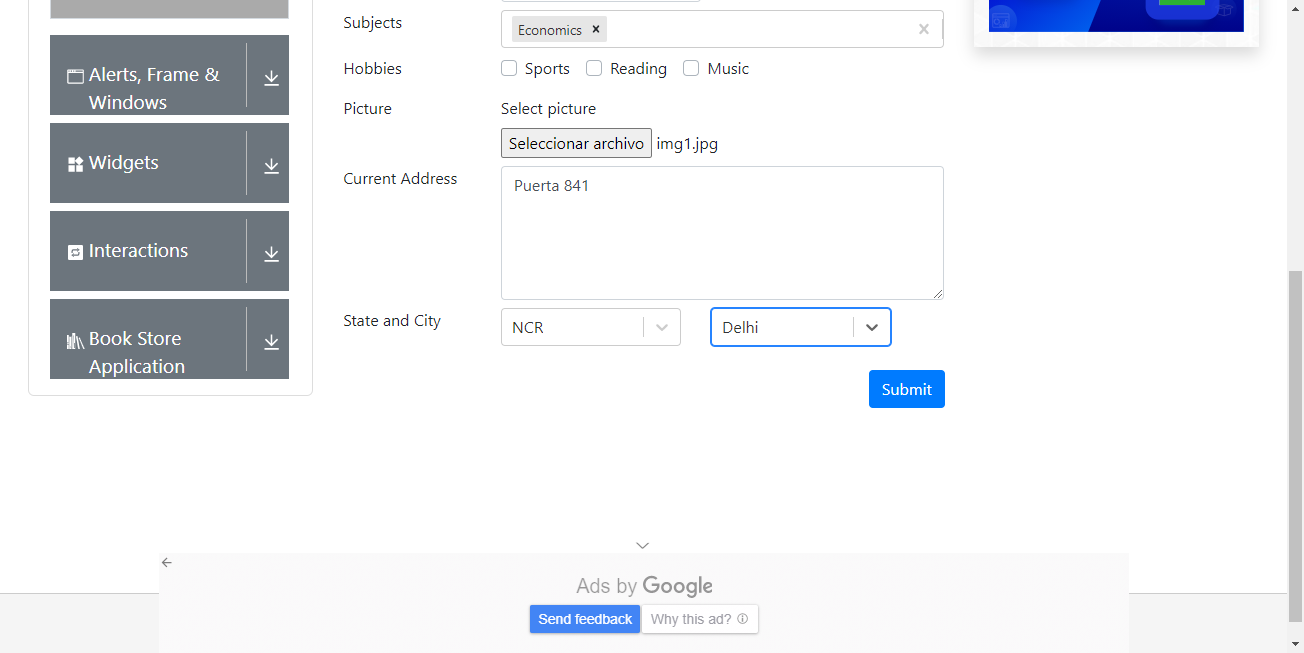 Alerts, Frame &
Windows
Widgets
Interactions
Book Store
Application
Subjects
Economics ×
Hobbies
Sports Reading Music
Picture
Select picture
Seleccionar archivo img1.jpg
Current Address
Puerta 841
State and City
NCR Delhi
Submit
Ads by Google
Send feedback Why this ad?